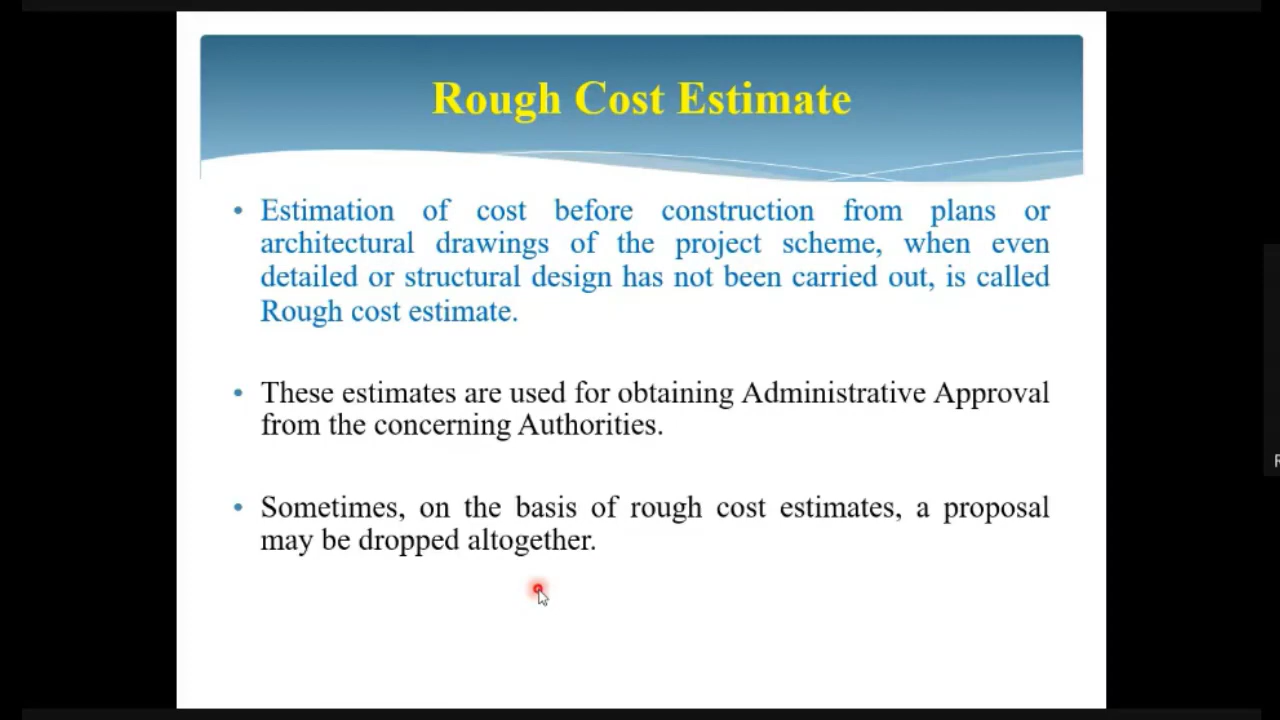 Rough Cost Estimate
• Estimation of cost before construction from plans or
architectural drawings of the project scheme, when even
detailed or structural design has not been carried out, is called
Rough cost estimate.
• These estimates are used for obtaining Administrative Approval
from the concerning Authorities.
• Sometimes, on the basis of rough cost estimates, a proposal
may be dropped altogether.